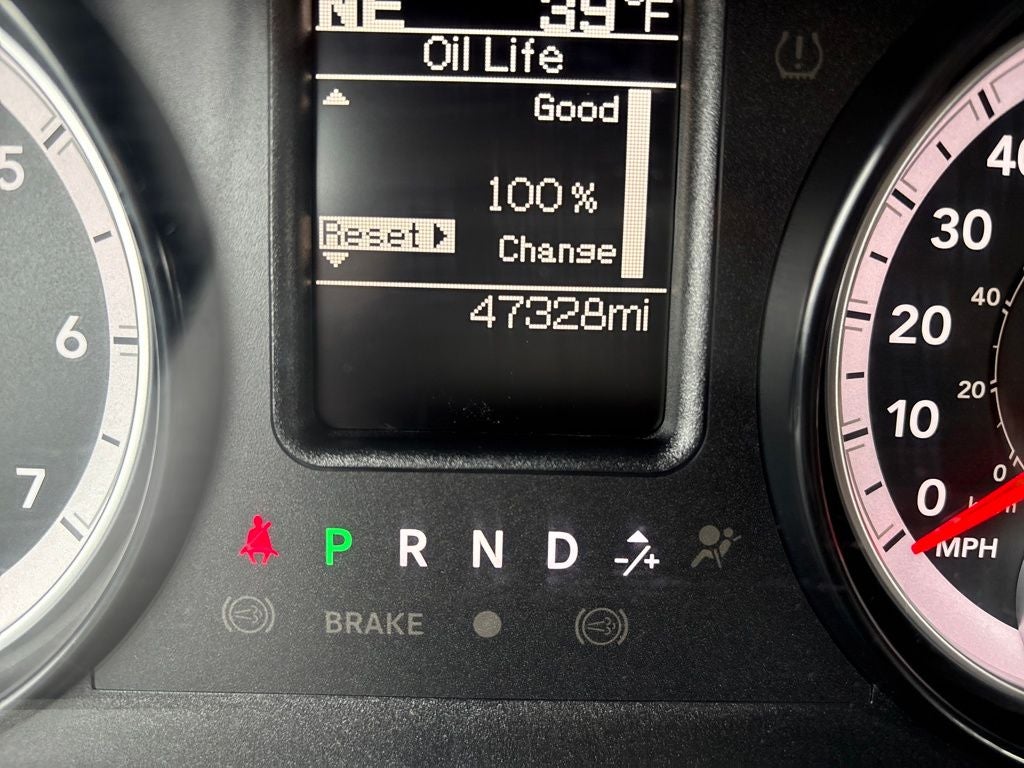 NE 39°F
Oil Life
Good
100%
Reset
Change
47328mi
5
6
7
40
30
20
10
0
MPH
40
20
0
P R N D -/+
BRAKE